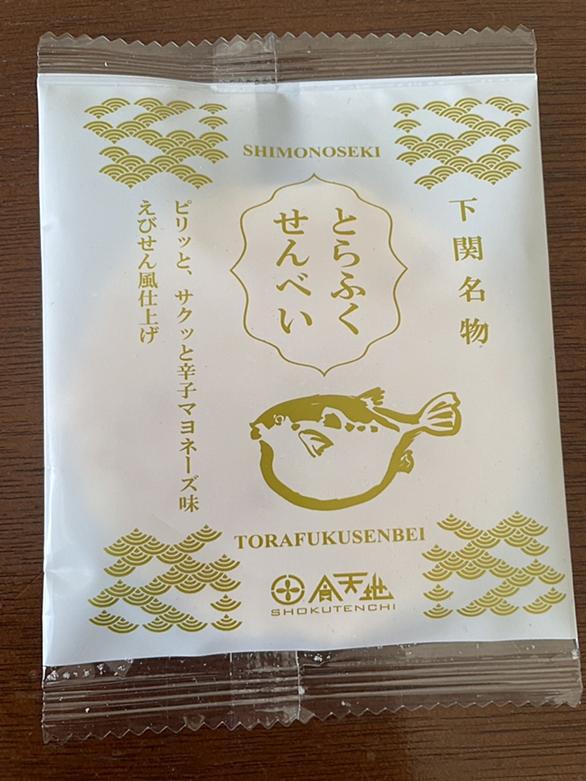 SHIMONOSEKI
下関名物
とらふく
せんべい
ピリッと、サクッと辛子マヨネーズ味
えびせん風仕上げ
TORAFUKUSENBEI
食天地
SHOKUTENCHI